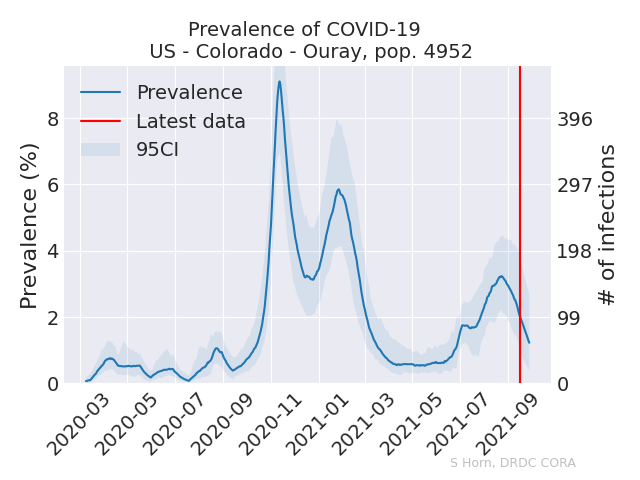 Prevalence of COVID-19
US - Colorado - Ouray, pop. 4952
Prevalence
Latest data
95CI
Prevalence (%)
8
6
4
2
0
396
297
198
99
0
# of infections
2020-03
2020-05
2020-07
2020-09
2020-11
2021-01
2021-03
2021-05
2021-07
2021-09
S Horn, DRDC CORA